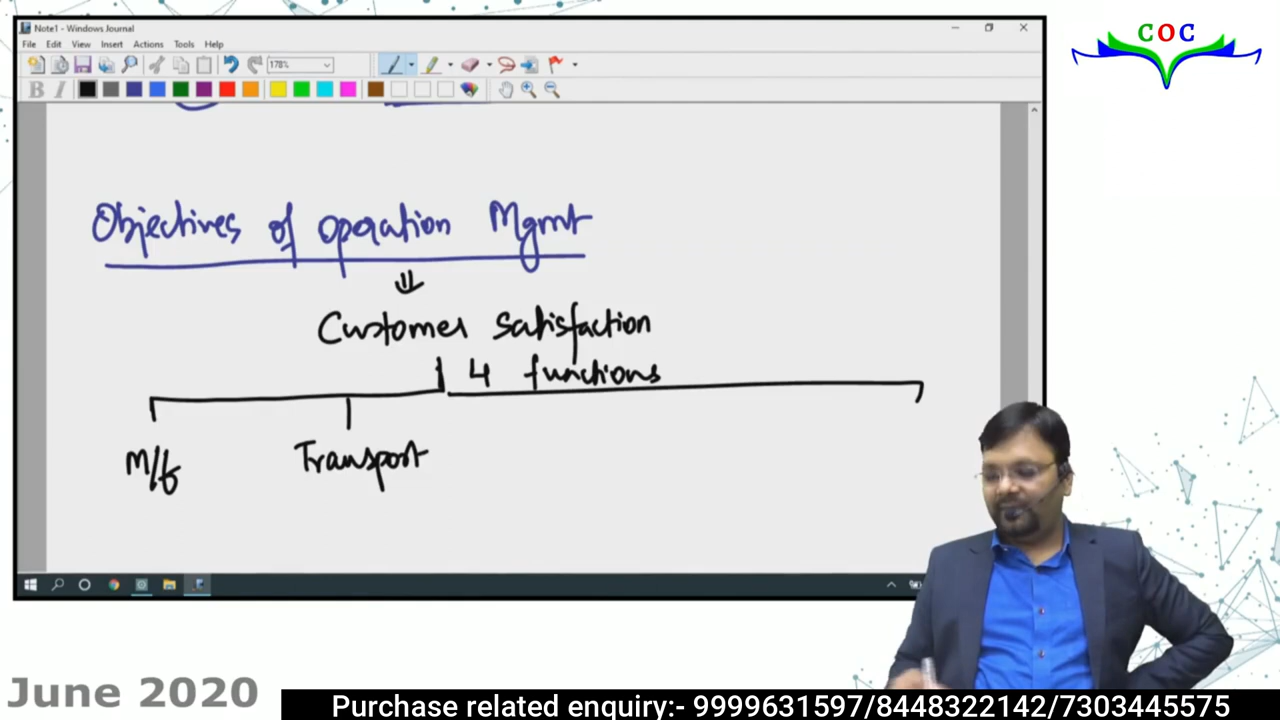 Note1 - Windows Journal
File Edit View Insert Actions Tools Help
178%
B I
COC
Objectives of operation Mgmt
⇓
Customer Satisfaction
4 functions
M/f Transport
June 2020
Purchase related enquiry:- 9999631597/8448322142/7303445575